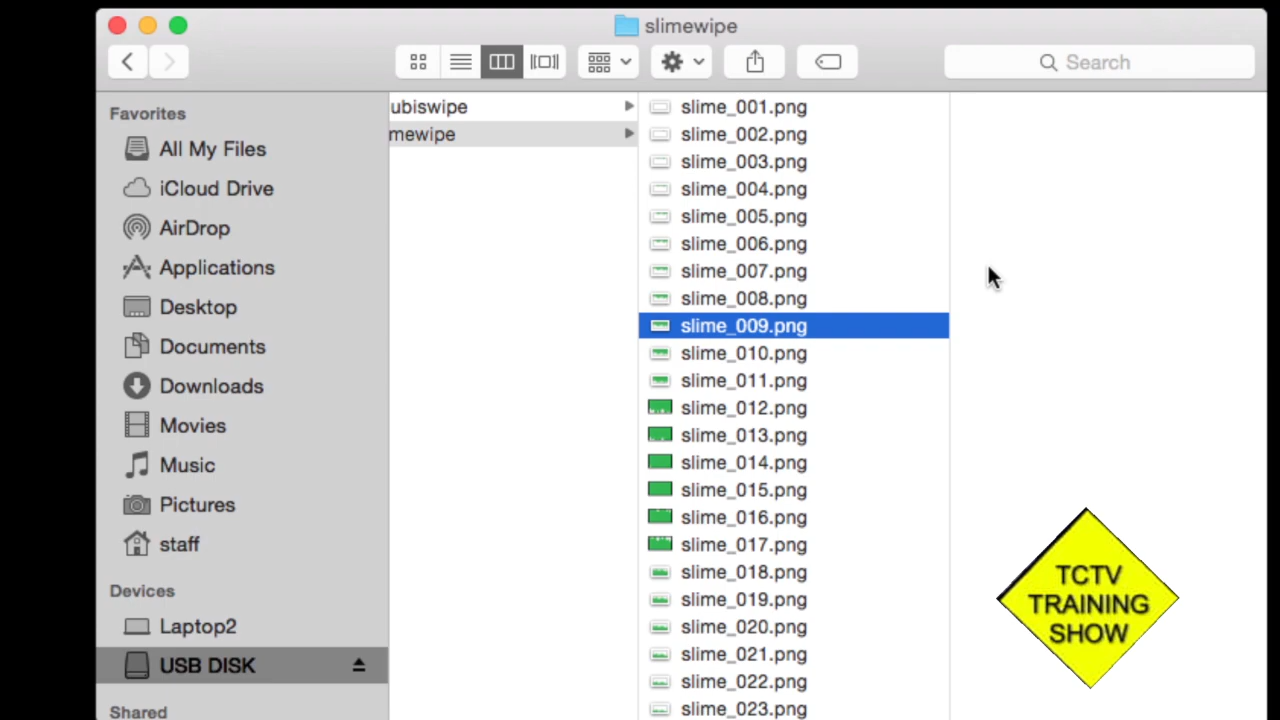 slimewipe
Search
Favorites
All My Files
iCloud Drive
AirDrop
Applications
Desktop
Documents
Downloads
Movies
Music
Pictures
staff
Devices
Laptop2
USB DISK
Shared
ubiswipe
mewipe
slime_001.png
slime_002.png
slime_003.png
slime_004.png
slime_005.png
slime_006.png
slime_007.png
slime_008.png
slime_009.png
slime_010.png
slime_011.png
slime_012.png
slime_013.png
slime_014.png
slime_015.png
slime_016.png
slime_017.png
slime_018.png
slime_019.png
slime_020.png
slime_021.png
slime_022.png
slime_023.png
TCTV
TRAINING
SHOW